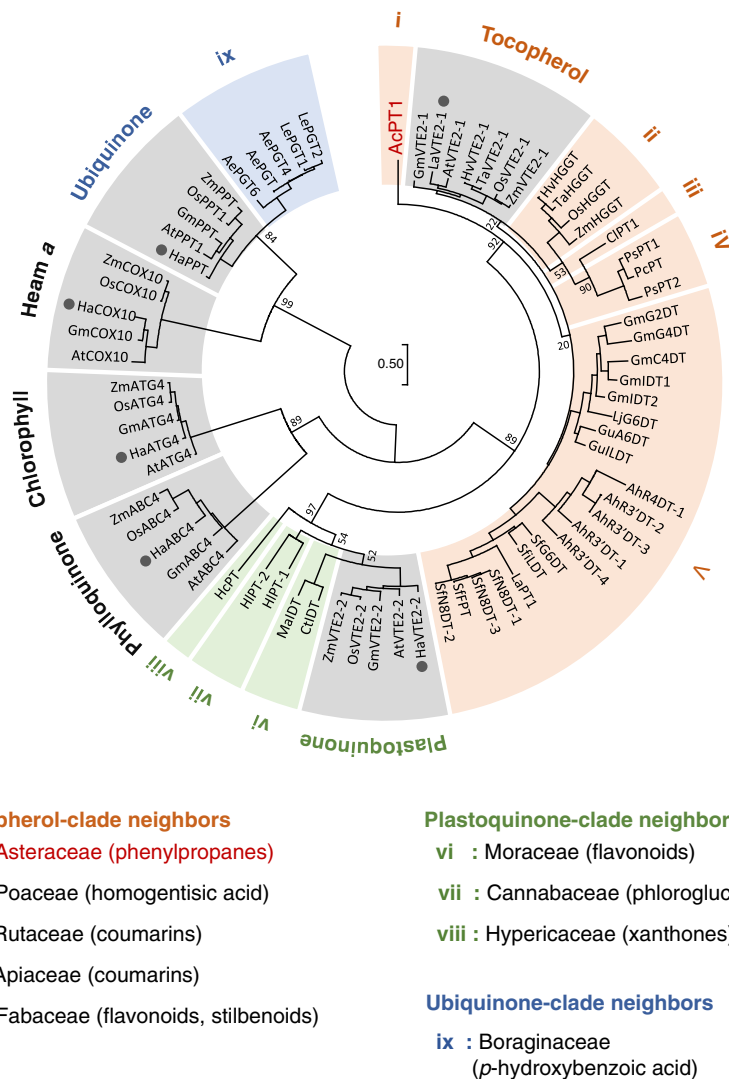 i
Tocopherol
ii
iii
iv
v
Plastoquinone
vi
vii
viii
Phylloquinone
Chlorophyll
Heam a
Ubiquinone
ix
AcPT1
GmVTE2-1
LaVTE2-1
AtVTE2-1
HvVTE2-1
TaVTE2-1
OsVTE2-1
ZmVTE2-1
HvHGGT
TaHGGT
OsHGGT
ZmHGGT
ClPT1
PsPT1
PcPT
PsPT2
GmG2DT
GmG4DT
GmC4DT
GmIDT1
GmIDT2
LjG6DT
GuA6DT
GuILDT
AhR4DT-1
AhR3'DT-2
AhR3'DT-3
AhR3'DT-1
AhR3'DT-4
SfG6DT
SfiLDT
LaPT1
SfN8DT-1
SfN8DT-3
SfFPT
SfN8DT-2
HaVTE2-2
AtVTE2-2
GmVTE2-2
OsVTE2-2
ZmVTE2-2
CtIDT
MaIDT
HlPT-1
HlPT-2
HcPT
AtABC4
GmABC4
HaABC4
OsABC4
ZmABC4
AtATG4
HaATG4
GmATG4
OsATG4
ZmATG4
AtCOX10
GmCOX10
HaCOX10
OsCOX10
ZmCOX10
HaPPT
AtPPT1
GmPPT
OsPPT1
ZmPPT
AePGT6
AePGT
AePGT4
LePGT1
LePGT2
84
99
22
92
53
90
20
89
89
97
54
52
0.50
pherol-clade neighbors
Asteraceae (phenylpropanes)
Poaceae (homogentisic acid)
Rutaceae (coumarins)
Apiaceae (coumarins)
Fabaceae (flavonoids, stilbenoids)
Plastoquinone-clade neighbor
vi : Moraceae (flavonoids)
vii : Cannabaceae (phlorogluc
viii : Hypericaceae (xanthones)
Ubiquinone-clade neighbors
ix : Boraginaceae
(p-hydroxybenzoic acid)